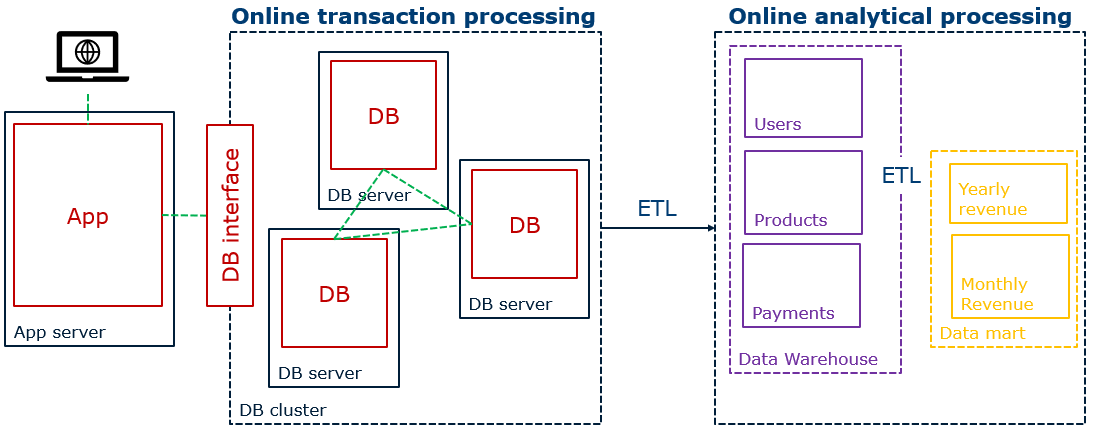 Online transaction processing
Online analytical processing
App
App server
DB interface
DB
DB server
DB
DB server
DB
DB server
DB cluster
ETL
Users
Products
Payments
Data Warehouse
ETL
Yearly
revenue
Monthly
Revenue
Data mart